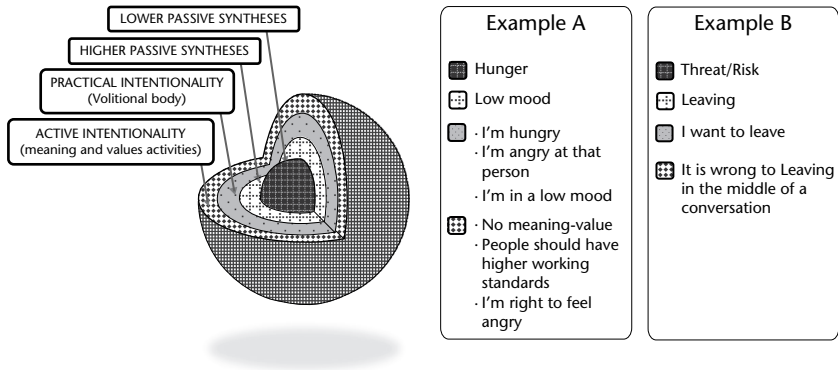 LOWER PASSIVE SYNTHESES
HIGHER PASSIVE SYNTHESES
PRACTICAL INTENTIONALITY
(Volitional body)
ACTIVE INTENTIONALITY
(meaning and values activities)
Example A
Hunger
Low mood
· I'm hungry
· I'm angry at that
person
· I'm in a low mood
· No meaning-value
· People should have
higher working
standards
· I'm right to feel
angry
Example B
Threat/Risk
Leaving
I want to leave
It is wrong to Leaving
in the middle of a
conversation